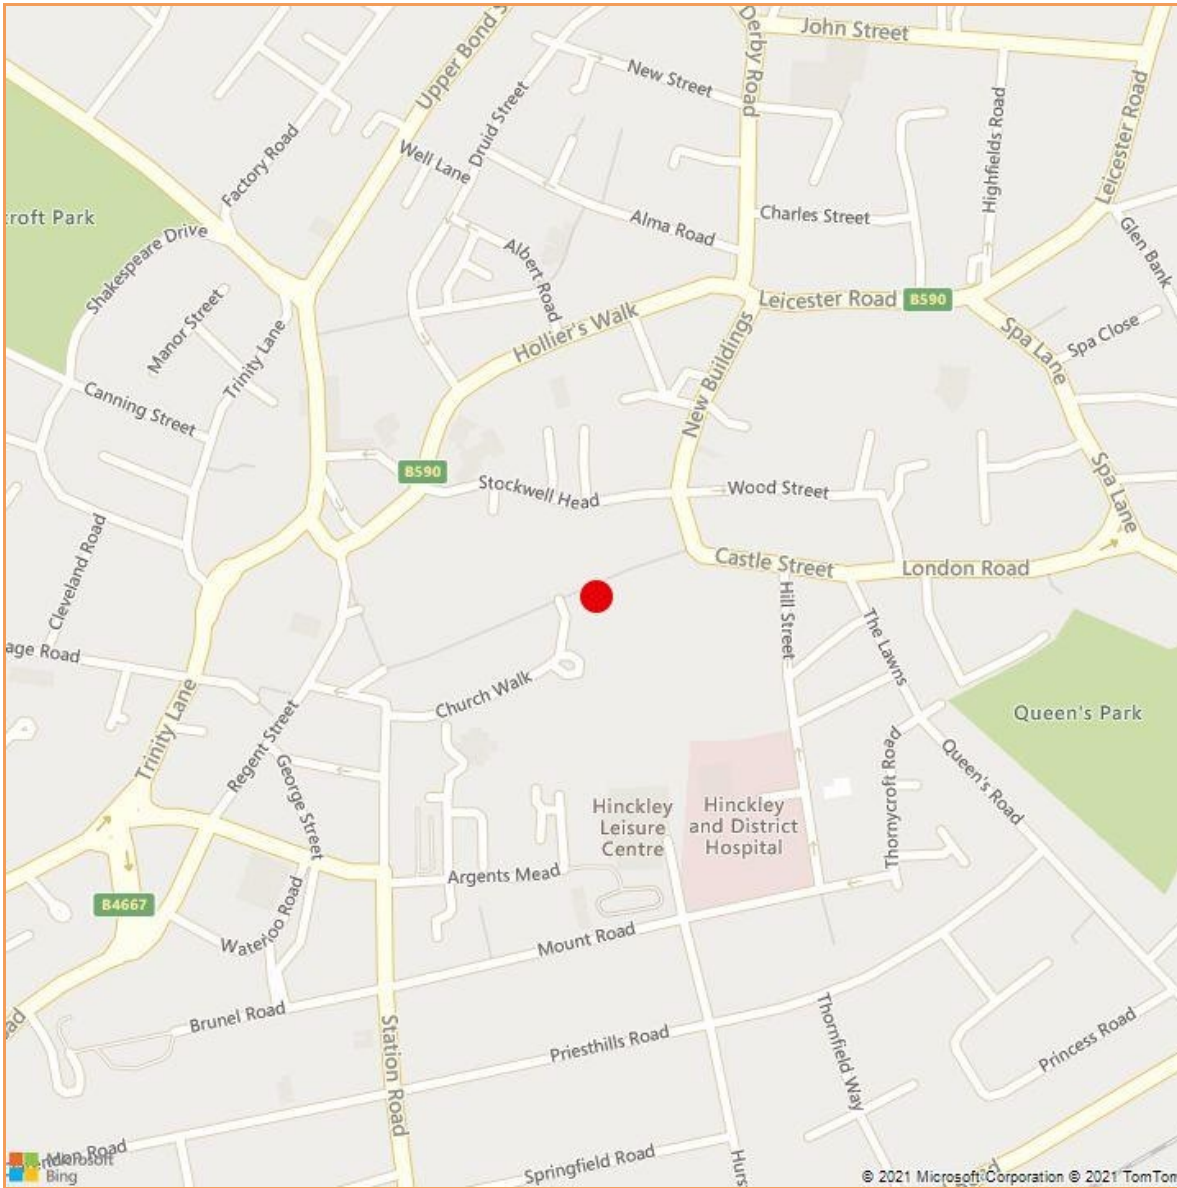 John Street
Derby Road
Upper Bond S
New Street
Druid Street
Highfields Road
Leicester Road
Factory Road
Well Lane
croft Park
Alma Road
Charles Street
Glen Bank
Shakespeare Drive
Albert Road
Leicester Road
B590
Manor Street
Hollier's Walk
Trinity Lane
Spa Lane
Spa Close
New Buildings
Canning Street
B590
Stockwell Head
Wood Street
Spa Lane
Cleveland Road
Castle Street
London Road
Hill Street
The Lawns
age Road
Church Walk
Queen's Park
Trinity Lane
Regent Street
George Street
Thornycroft Road
Queen's Road
Hinckley
Leisure
Centre
Hinckley
and District
Hospital
Argents Mead
B4667
Waterloo Road
Mount Road
Brunel Road
oad
Station Road
Priesthills Road
Thornfield Way
Princess Road
Springfield Road
Hurs
Road
Microsoft
Bing
© 2021 Microsoft Corporation © 2021 TomTom